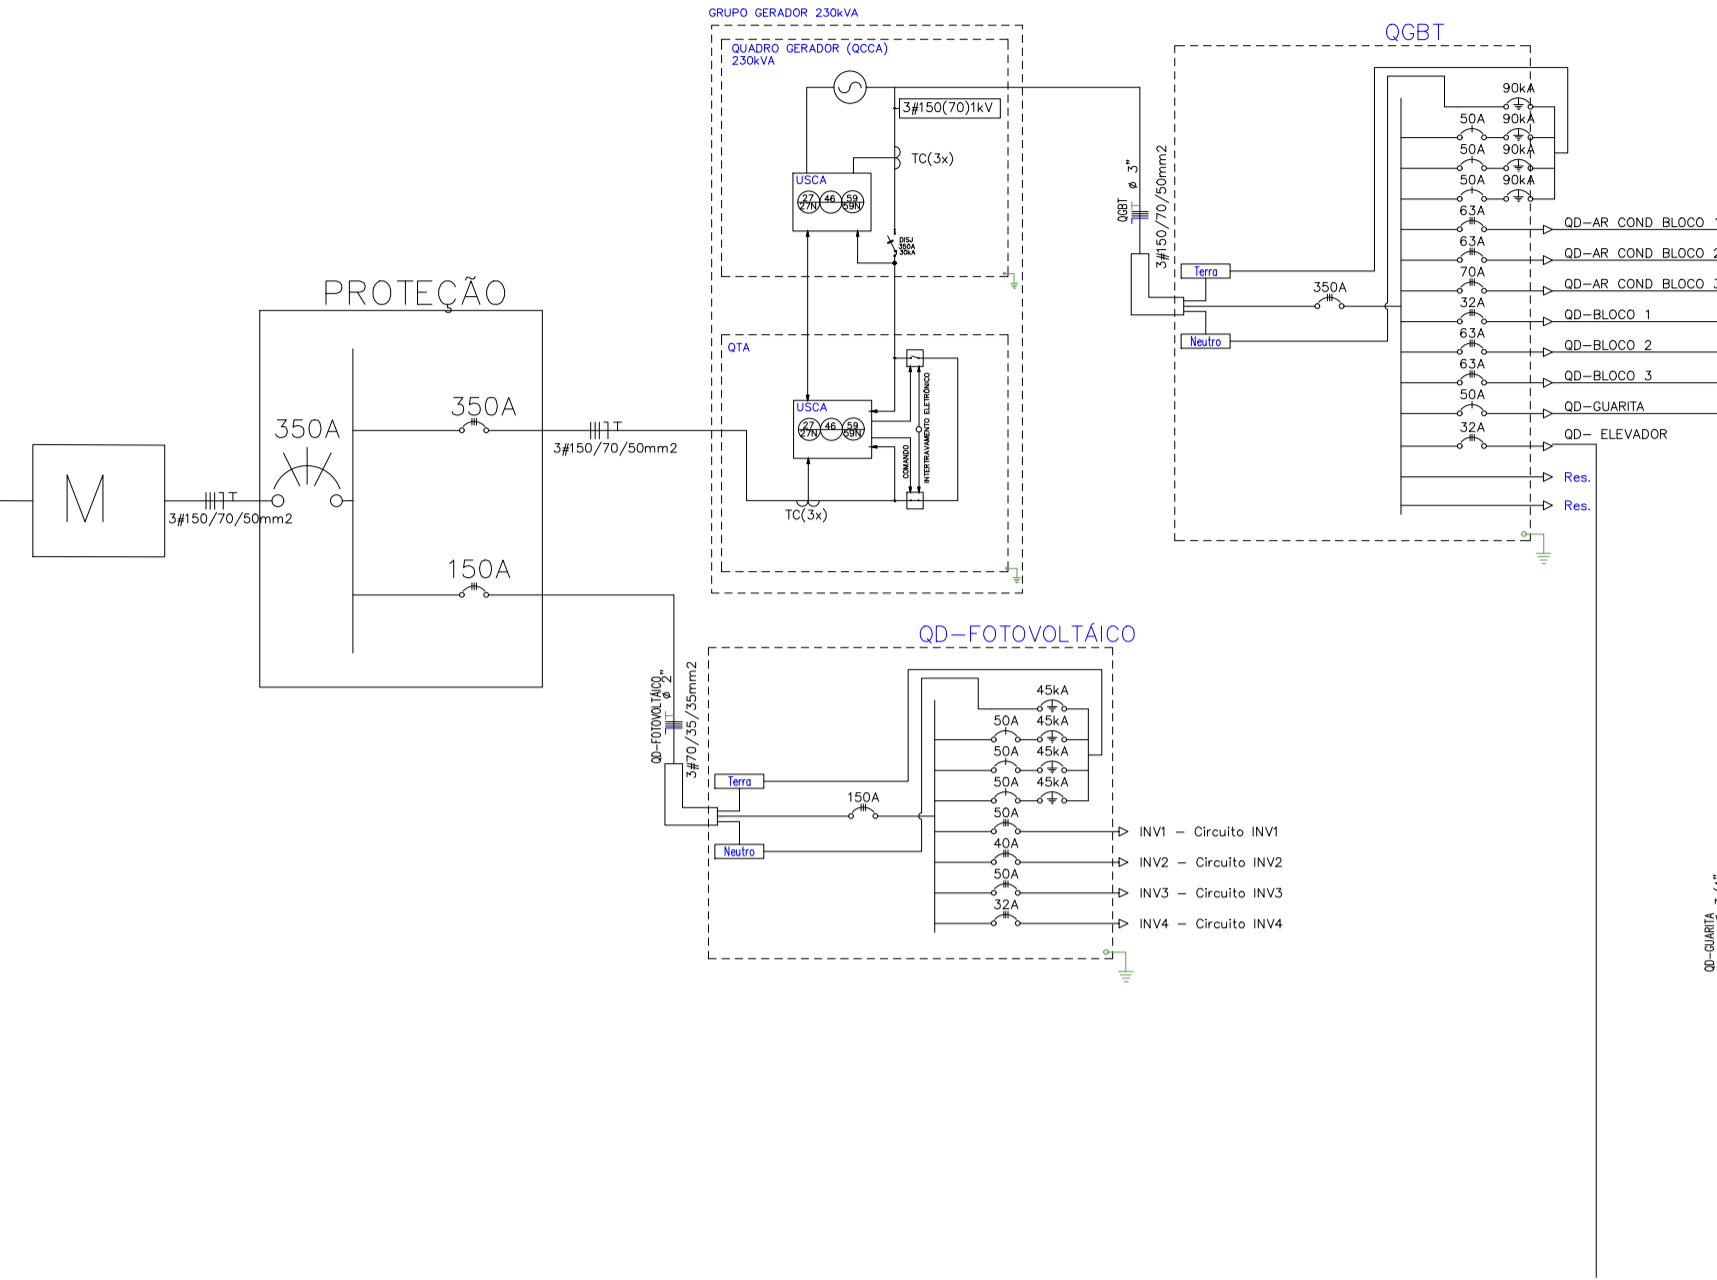 GRUPO GERADOR 230kVA
QUADRO GERADOR (QCCA)
230kVA
3#150(70)1kV
TC(3x)
USCA
27 46 59
27N 59N
DISJ
350A
30kA
QTA
USCA
27 46 59
27N 59N
COMANDO
INTERTRAVAMENTO ELETRÔNICO
TC(3x)
PROTEÇÃO
350A
350A
150A
M
T
3#150/70/50mm2
T
3#150/70/50mm2
QGBT
QGBT ø 3"
3#150/70/50mm2
Terra
Neutro
350A
90kA
50A 90kA
50A 90kA
50A 90kA
63A QD-AR COND BLOCO 1
63A QD-AR COND BLOCO 2
70A QD-AR COND BLOCO 3
32A QD-BLOCO 1
63A QD-BLOCO 2
63A QD-BLOCO 3
50A QD-GUARITA
32A QD- ELEVADOR
Res.
Res.
QD-FOTOVOLTÁICO
QD-FOTOVOLTÁICO
ø 2"
3#70/35/35mm2
Terra
Neutro
150A
45kA
50A 45kA
50A 45kA
50A 45kA
50A INV1 - Circuito INV1
40A INV2 - Circuito INV2
50A INV3 - Circuito INV3
32A INV4 - Circuito INV4
QD-GUARITA